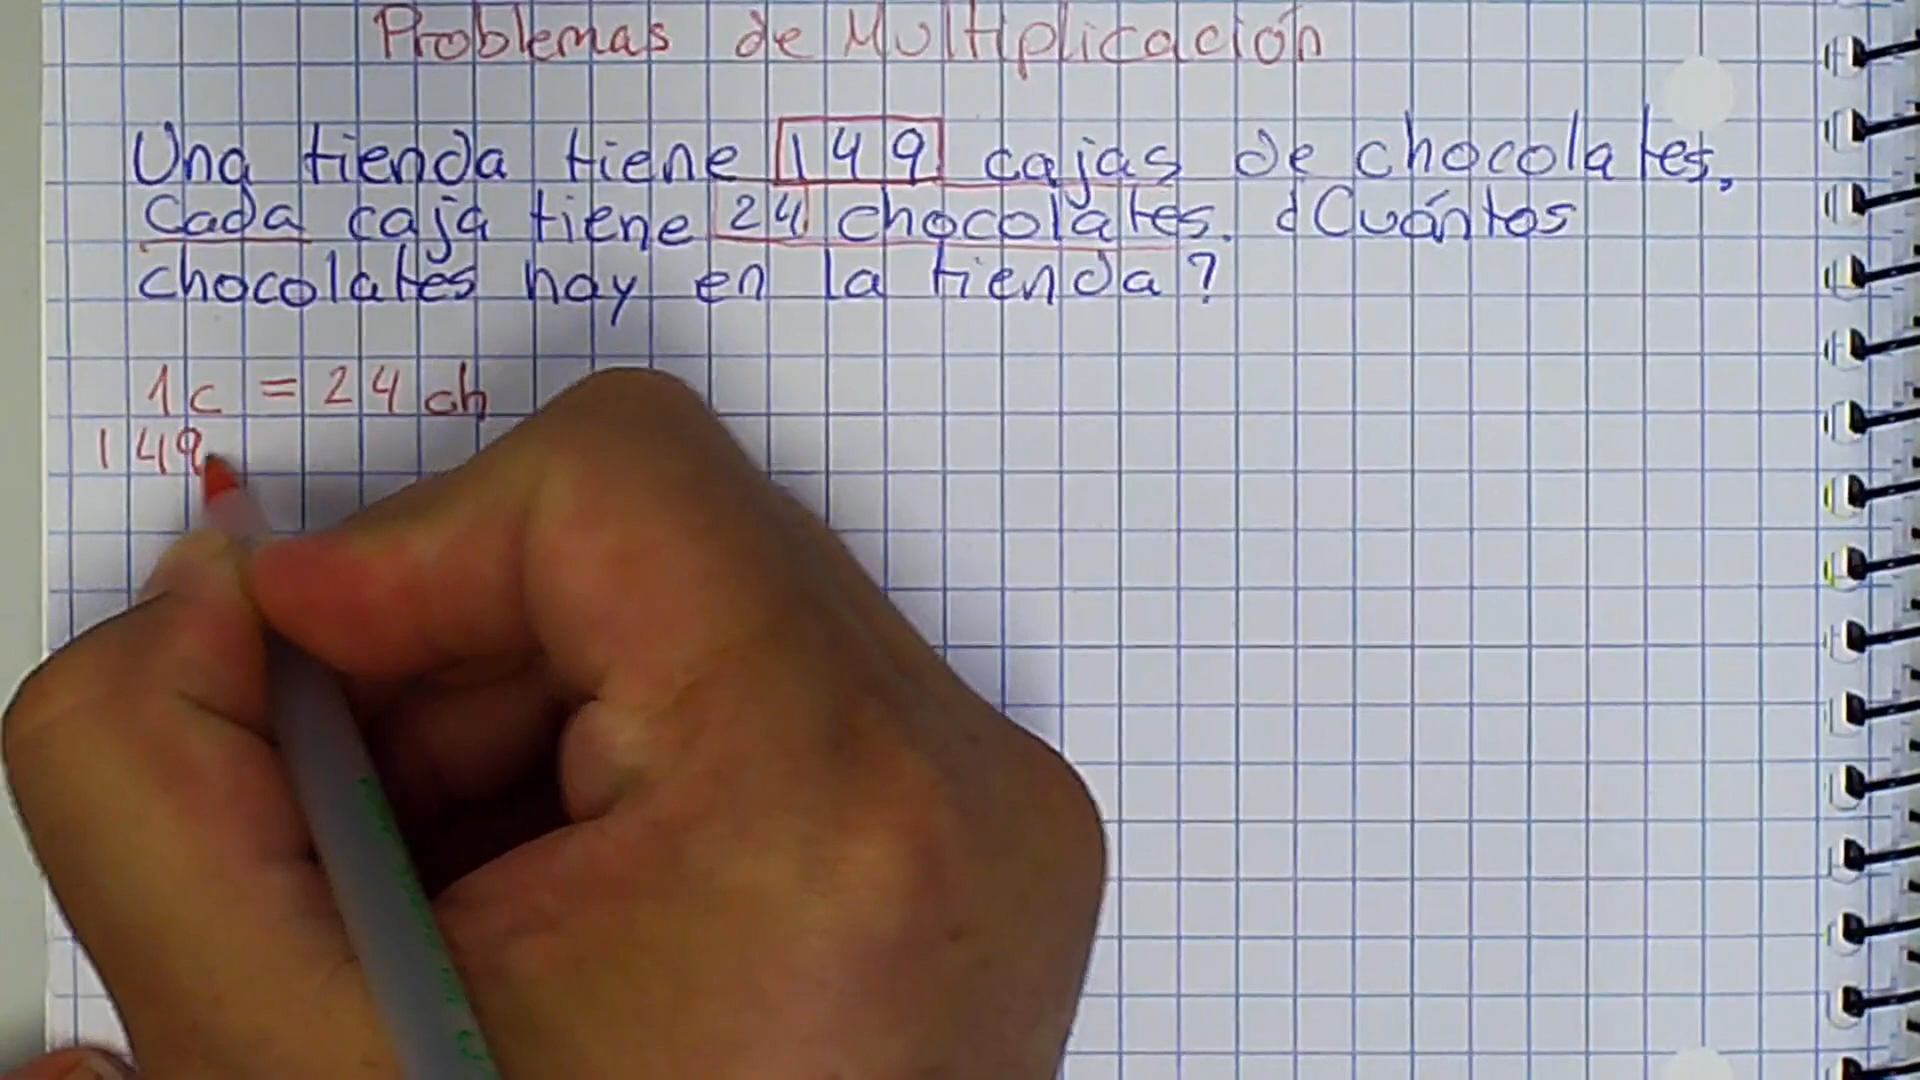 Problemas de Multiplicación
Una tienda tiene 149 cajas de chocolates.
Cada caja tiene 24 chocolates. ¿Cuántos
chocolates hay en la tienda?
1c = 24 ch
149